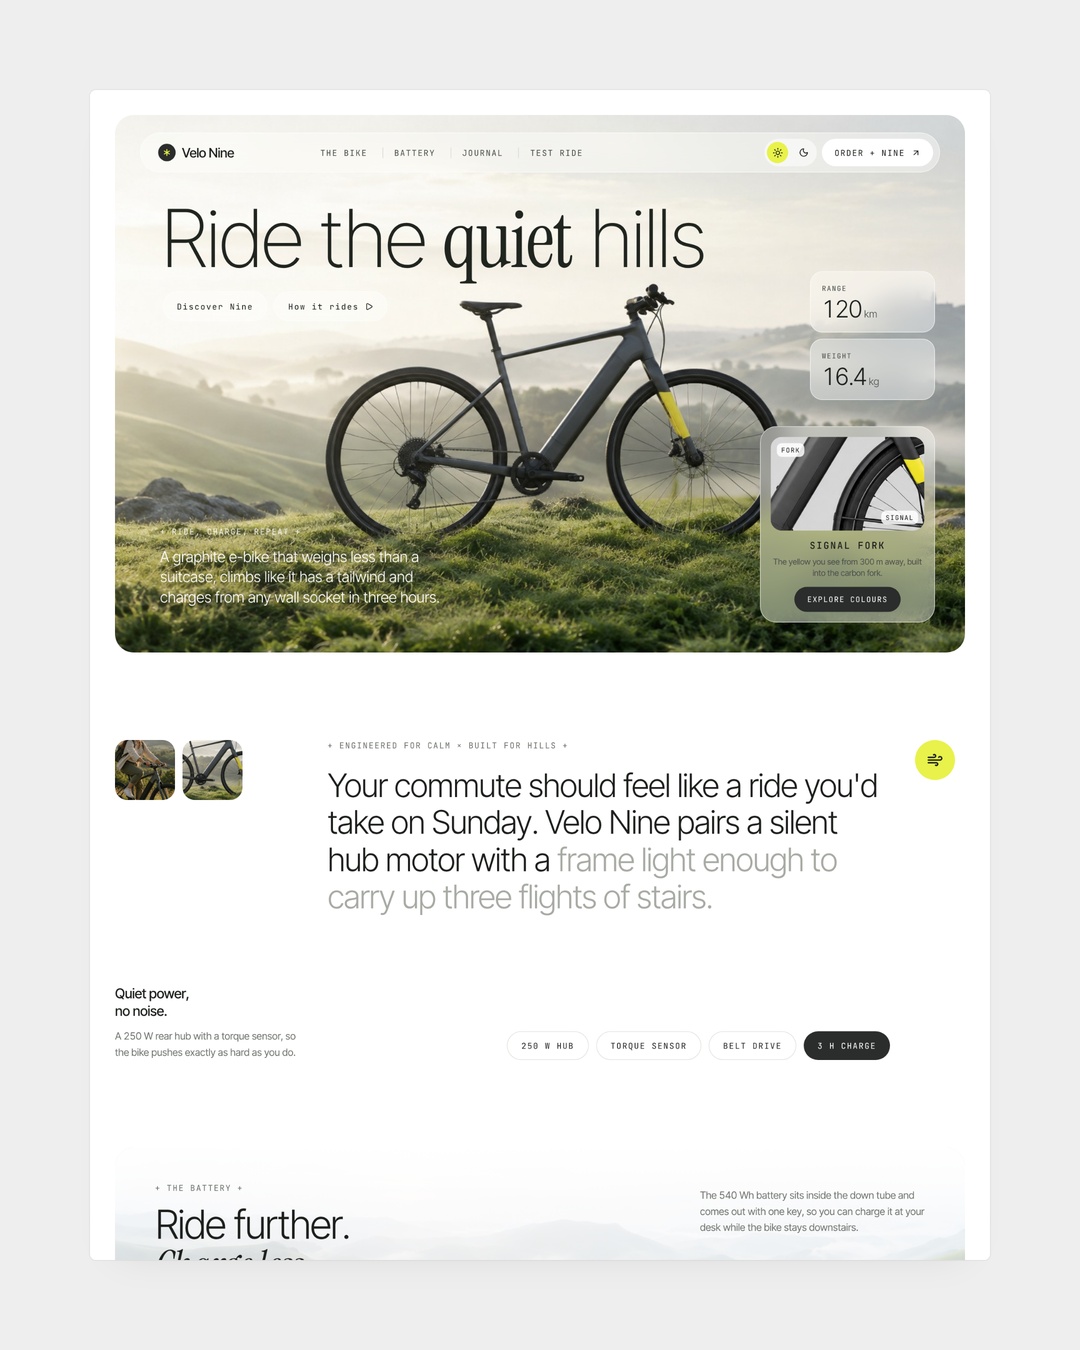 Velo Nine
THE BIKE
BATTERY
JOURNAL
TEST RIDE
ORDER + NINE
Ride the quiet hills
Discover Nine
How it rides
RANGE
120 km
WEIGHT
16.4 kg
FORK
SIGNAL
SIGNAL FORK
The yellow you see from 300 m away, built
into the carbon fork.
EXPLORE COLOURS
+ RIDE, CHARGE, REPEAT +
A graphite e-bike that weighs less than a
suitcase, climbs like it has a tailwind and
charges from any wall socket in three hours.
+ ENGINEERED FOR CALM × BUILT FOR HILLS +
Your commute should feel like a ride you'd
take on Sunday. Velo Nine pairs a silent
hub motor with a frame light enough to
carry up three flights of stairs.
Quiet power,
no noise.
A 250 W rear hub with a torque sensor, so
the bike pushes exactly as hard as you do.
250 W HUB
TORQUE SENSOR
BELT DRIVE
3 H CHARGE
+ THE BATTERY +
Ride further.
Charge less.
The 540 Wh battery sits inside the down tube and
comes out with one key, so you can charge it at your
desk while the bike stays downstairs.